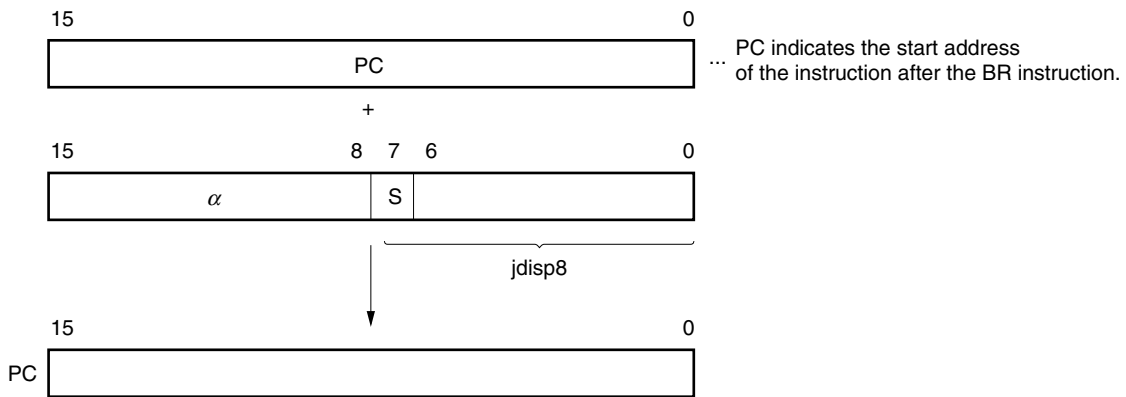 15 0
PC
... PC indicates the start address
of the instruction after the BR instruction.
+
15 8 7 6 0
α S
jdisp8
15 0
PC